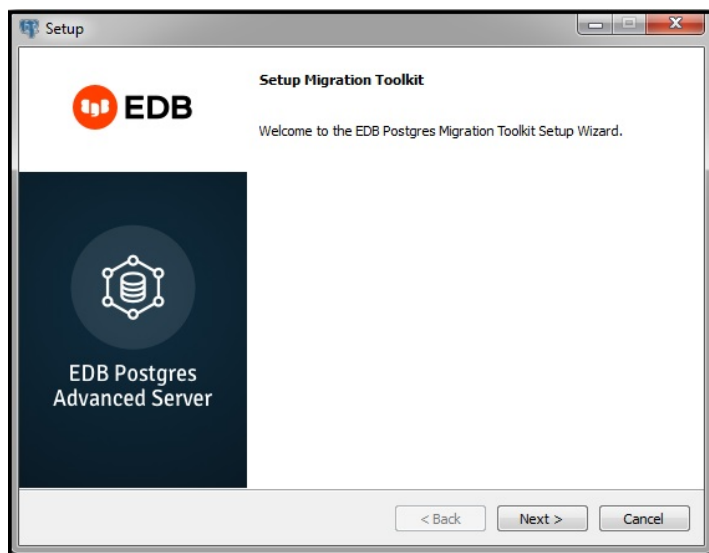 Setup
EDB
Setup Migration Toolkit
Welcome to the EDB Postgres Migration Toolkit Setup Wizard.
EDB Postgres
Advanced Server
< Back
Next >
Cancel